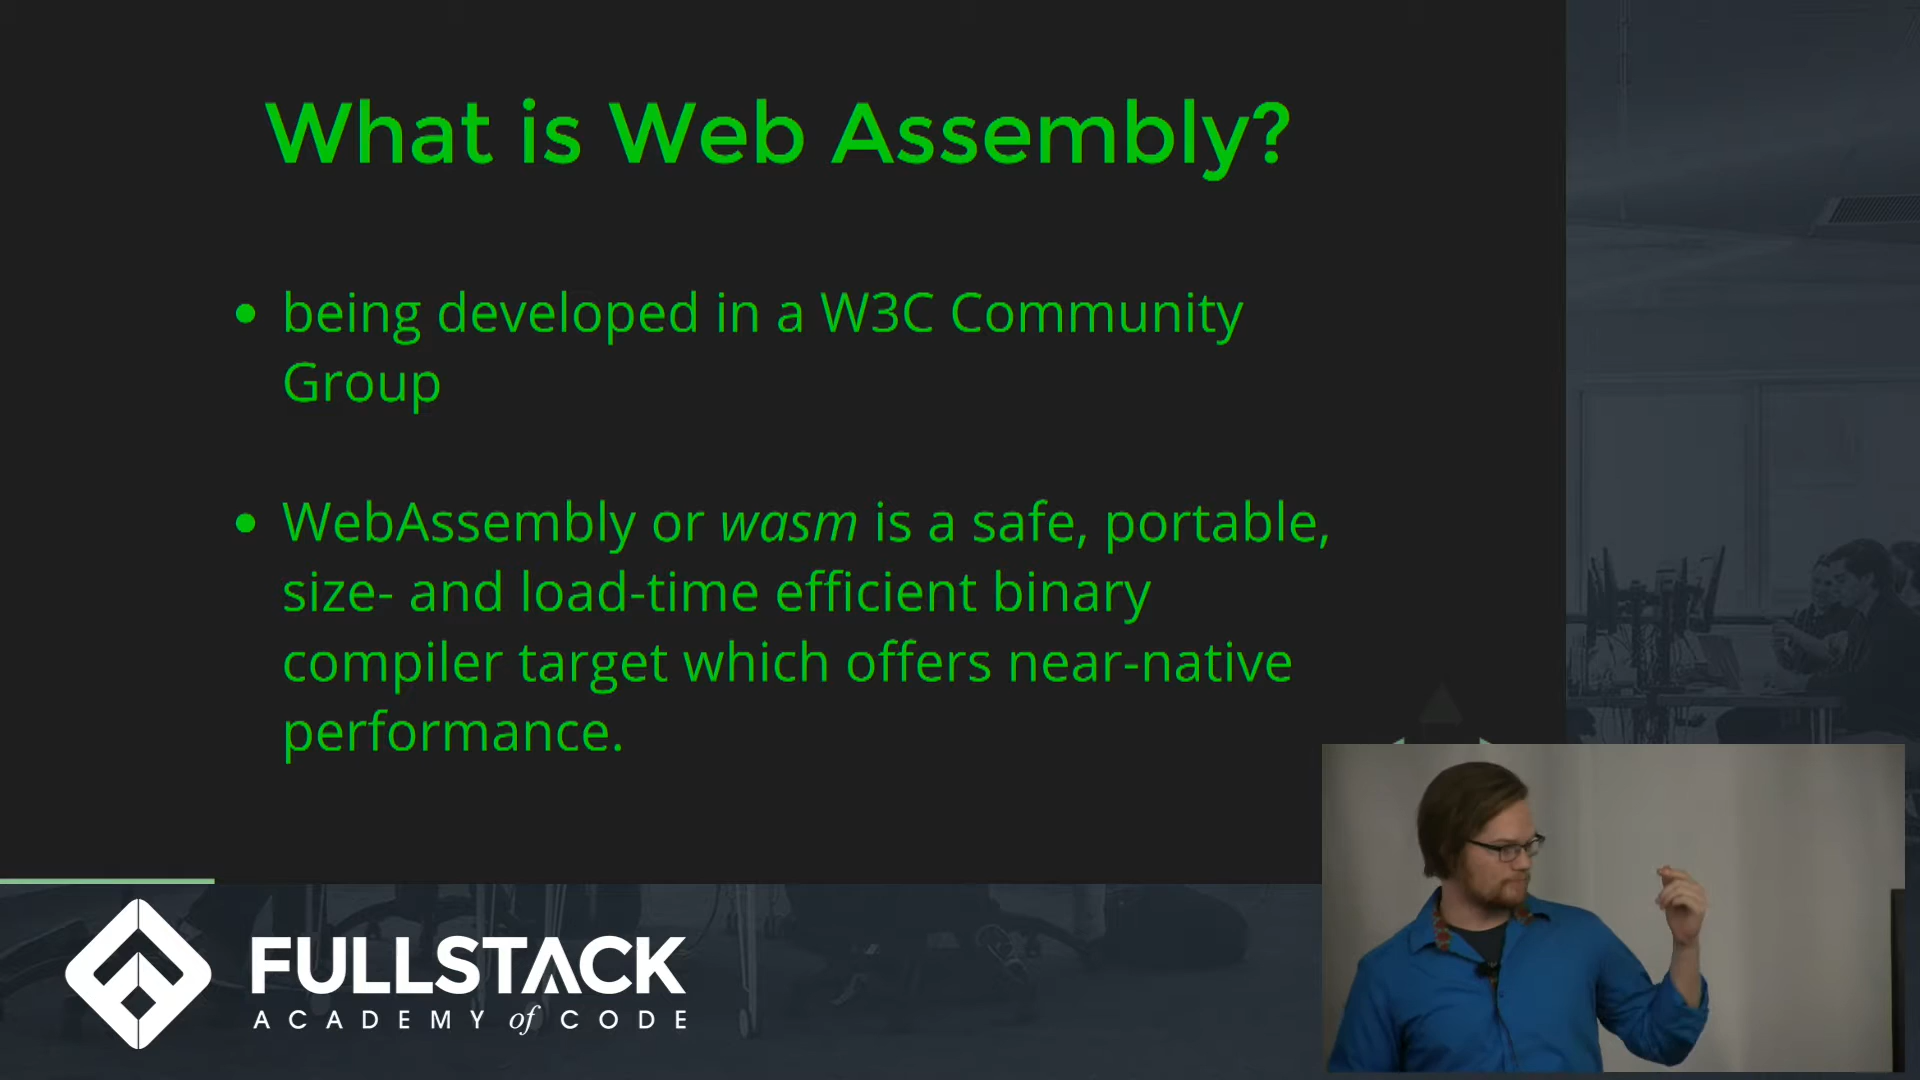 What is Web Assembly?
being developed in a W3C Community
Group
WebAssembly or wasm is a safe, portable,
size- and load-time efficient binary
compiler target which offers near-native
performance.
FULLSTACK
ACADEMY of CODE